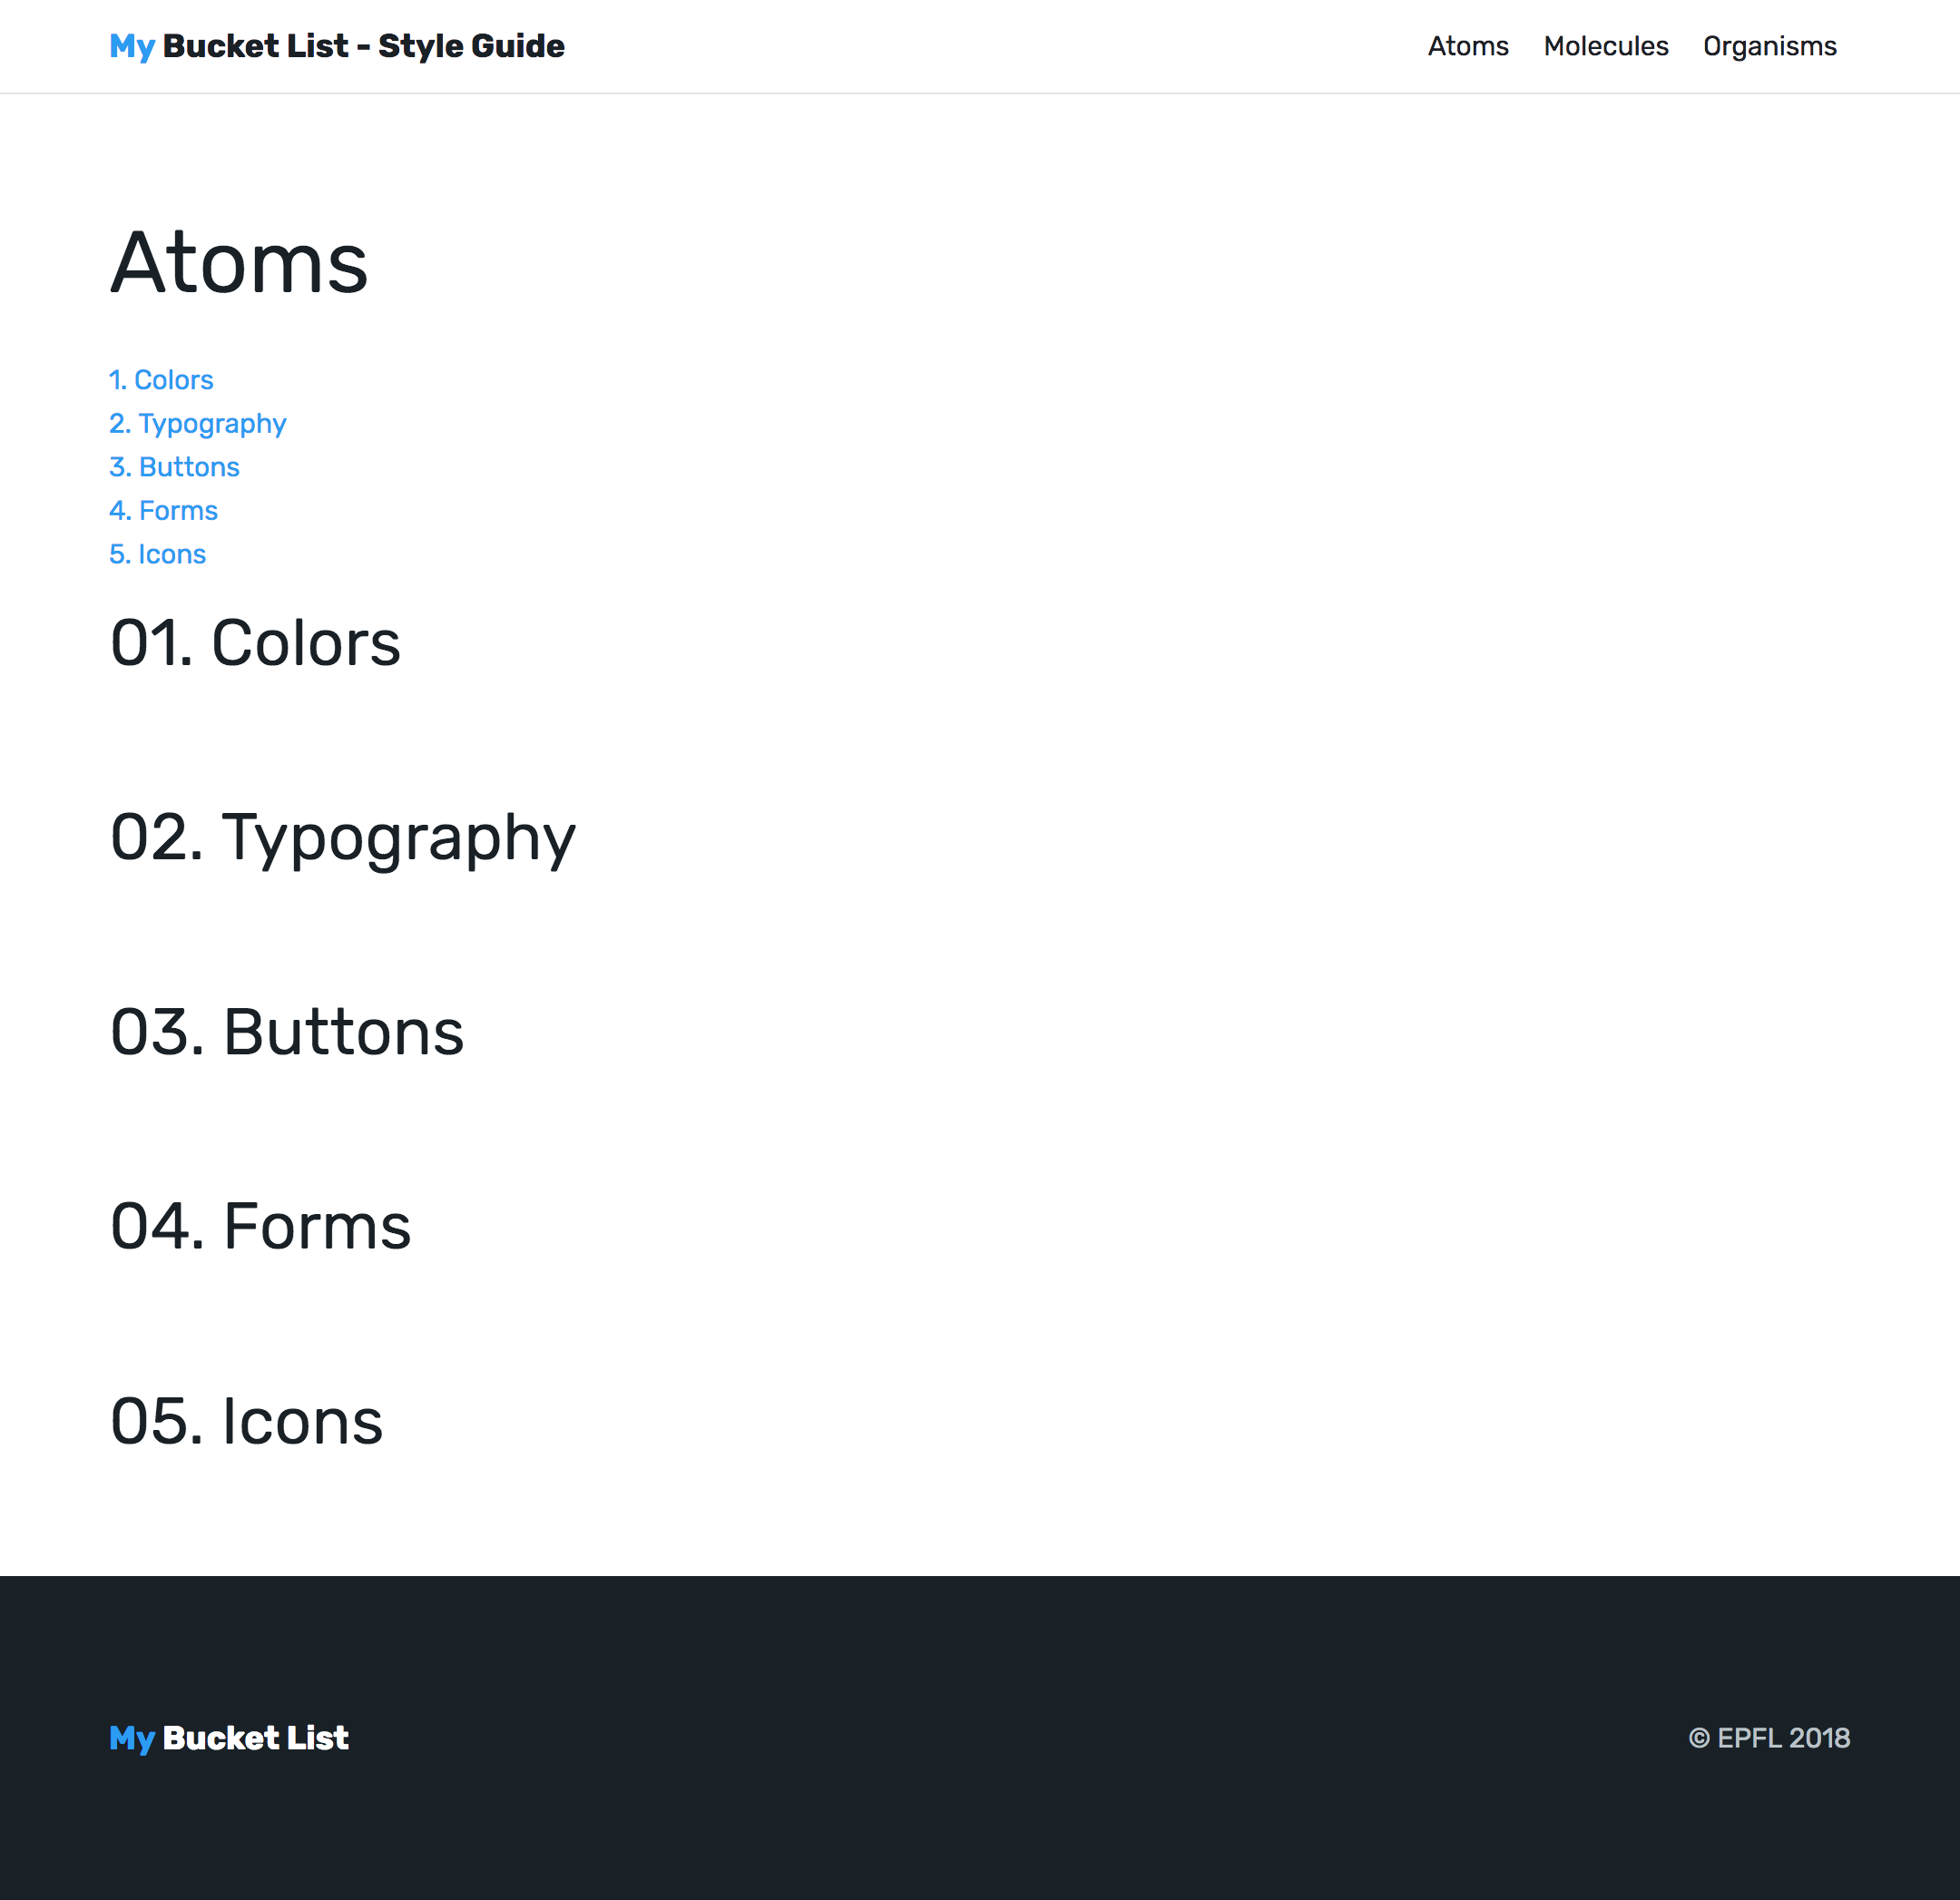 My Bucket List - Style Guide
Atoms Molecules Organisms
Atoms
1. Colors
2. Typography
3. Buttons
4. Forms
5. Icons
01. Colors
02. Typography
03. Buttons
04. Forms
05. Icons
My Bucket List
© EPFL 2018